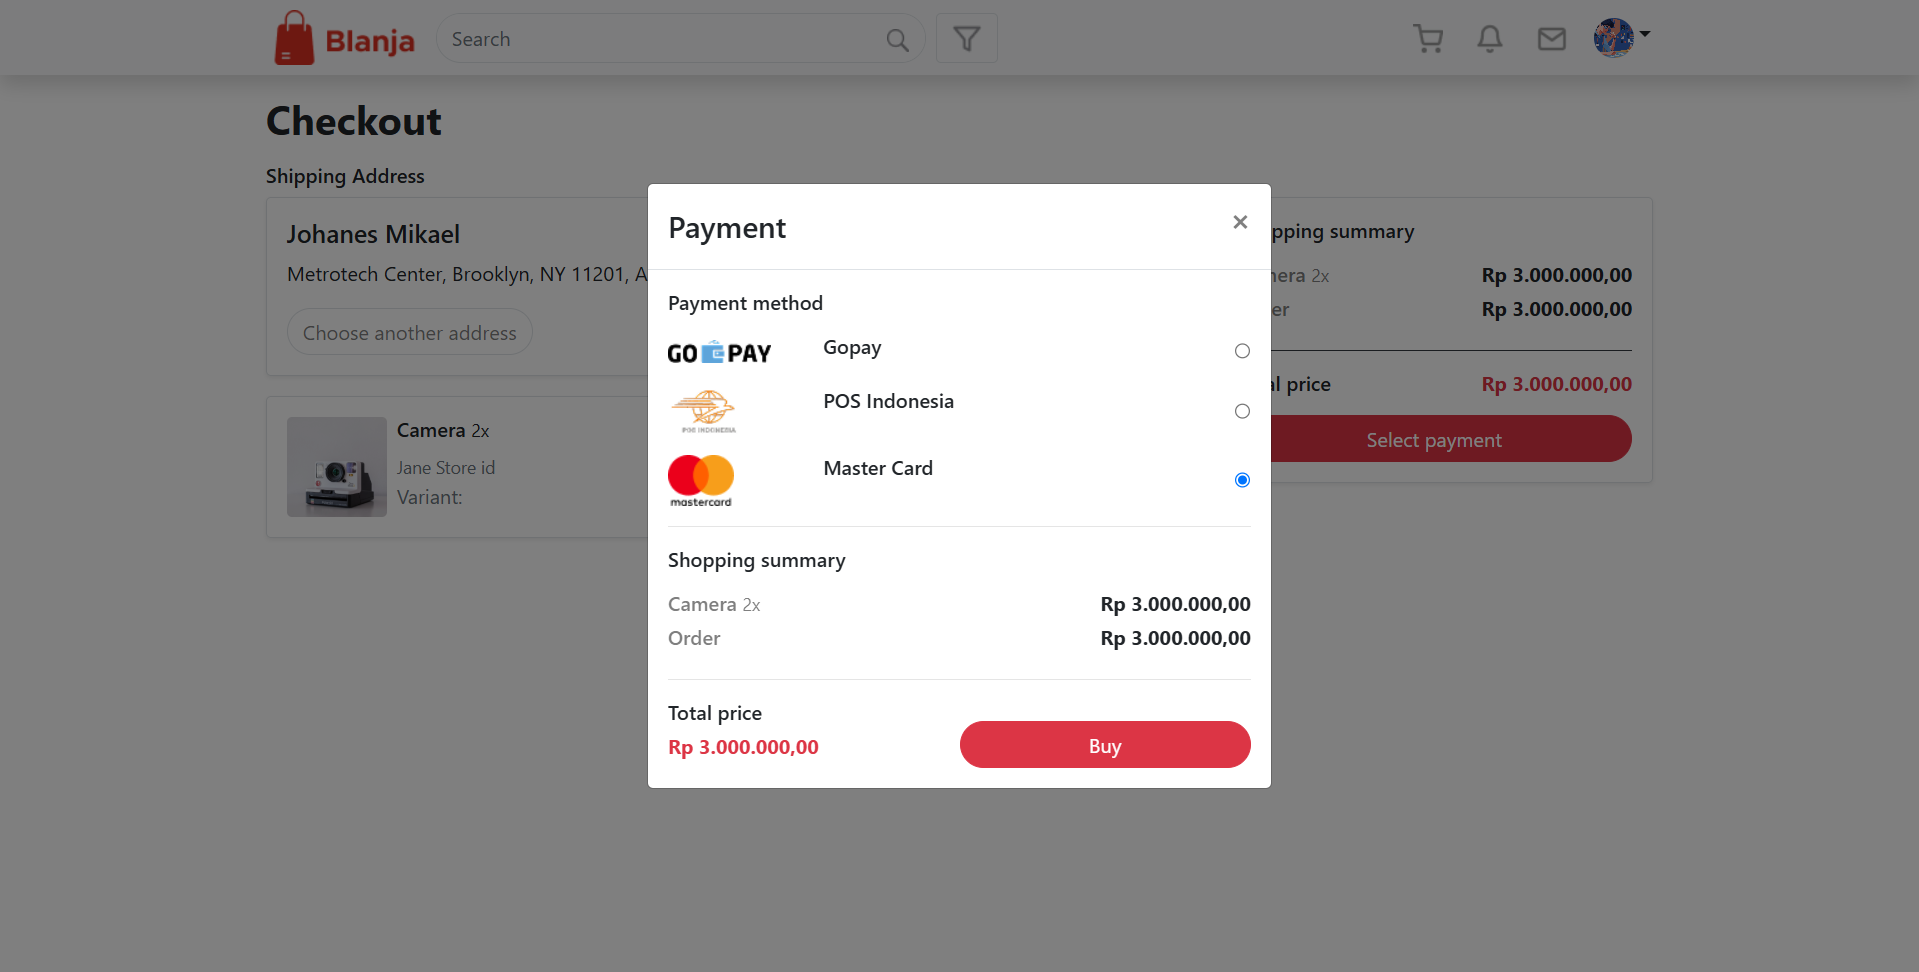 Blanja
Search
Checkout
Shipping Address
Johanes Mikael
Metrotech Center, Brooklyn, NY 11201, A
Choose another address
Camera 2x
Jane Store id
Variant:
Payment
×
Payment method
GO PAY
Gopay
POS INDONESIA
POS Indonesia
mastercard
Master Card
Shopping summary
Camera 2x Rp 3.000.000,00
Order Rp 3.000.000,00
Total price
Rp 3.000.000,00
Buy
pping summary
era 2x Rp 3.000.000,00
er Rp 3.000.000,00
al price Rp 3.000.000,00
Select payment